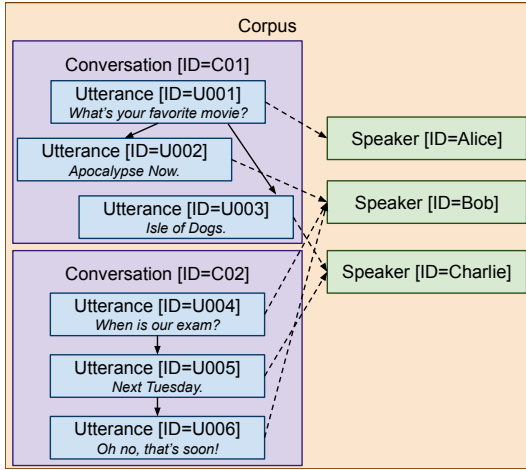 Corpus
Conversation [ID=C01]
Utterance [ID=U001]
What's your favorite movie?
Utterance [ID=U002]
Apocalypse Now.
Utterance [ID=U003]
Isle of Dogs.
Speaker [ID=Alice]
Speaker [ID=Bob]
Speaker [ID=Charlie]
Conversation [ID=C02]
Utterance [ID=U004]
When is our exam?
Utterance [ID=U005]
Next Tuesday.
Utterance [ID=U006]
Oh no, that's soon!